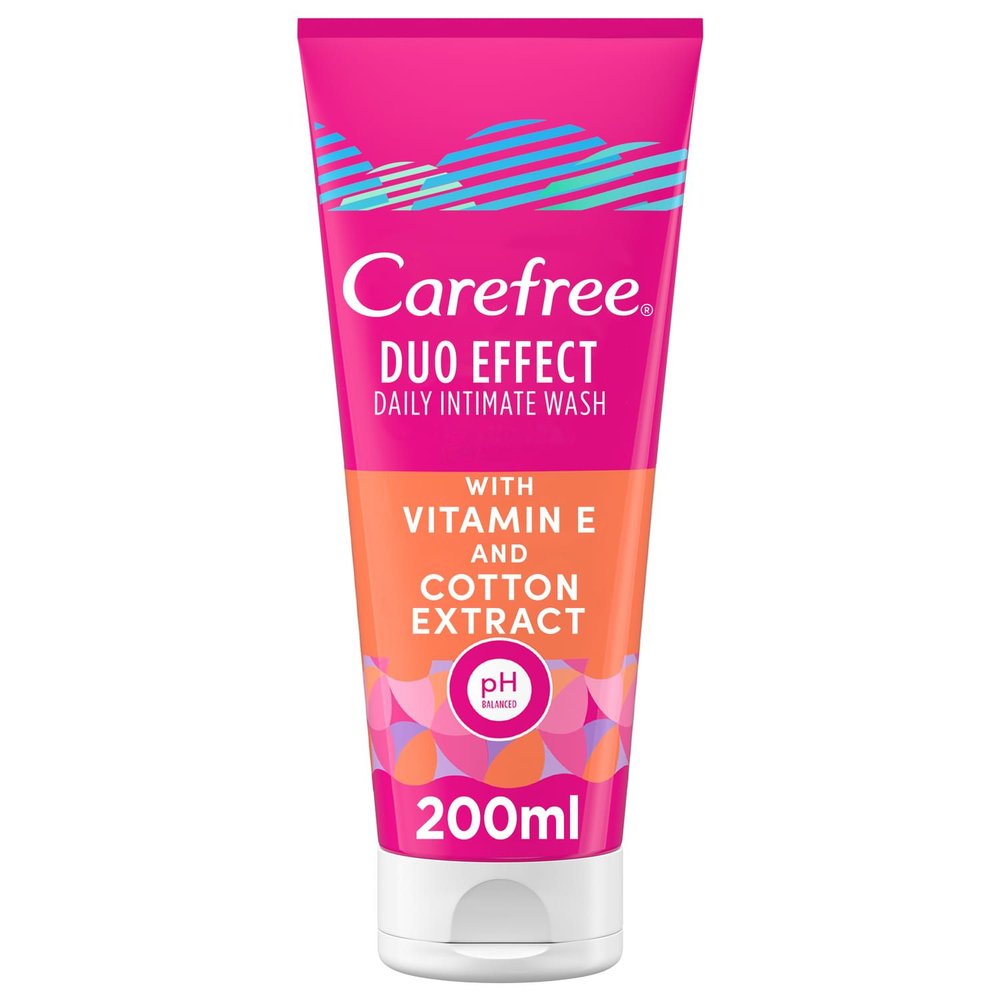 Carefree®
DUO EFFECT
DAILY INTIMATE WASH
WITH
VITAMIN E
AND
COTTON
EXTRACT
pH
BALANCED
200ml